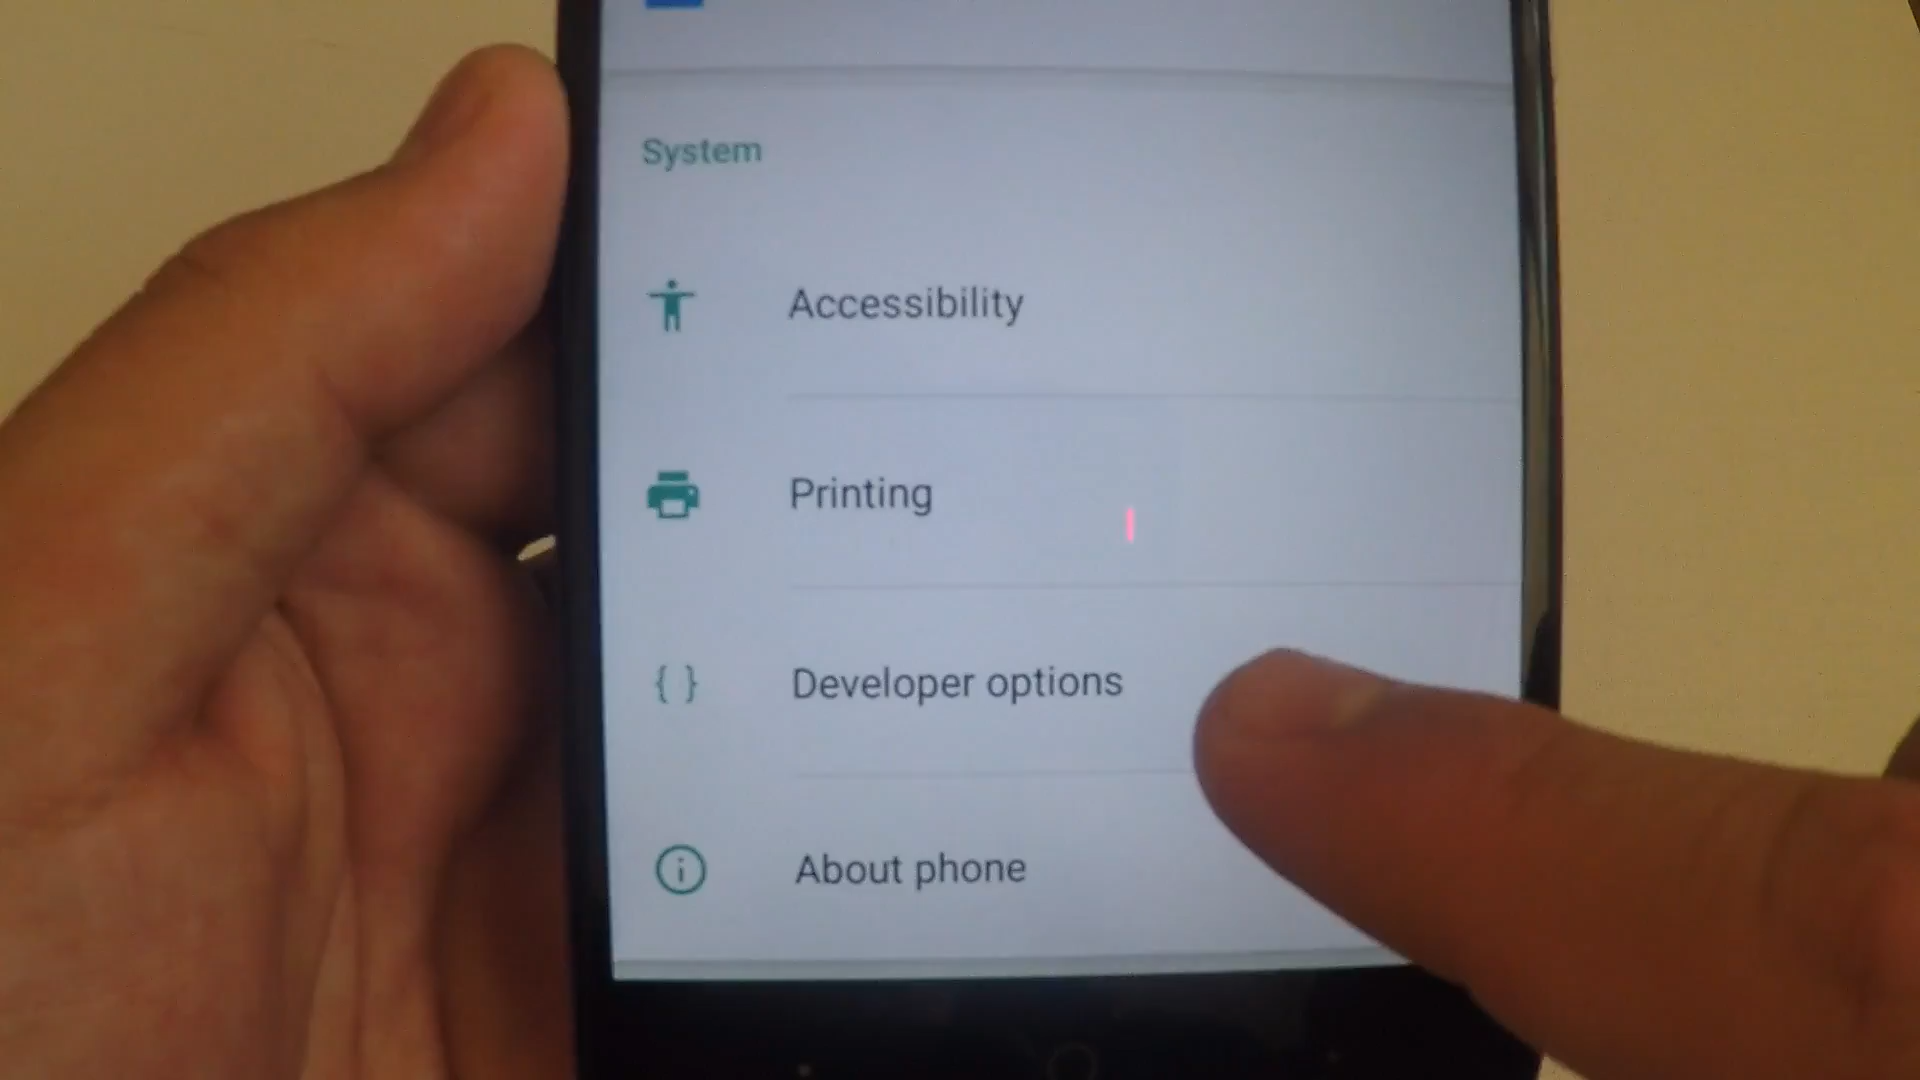 System
Accessibility
Printing
{ } Developer options
About phone